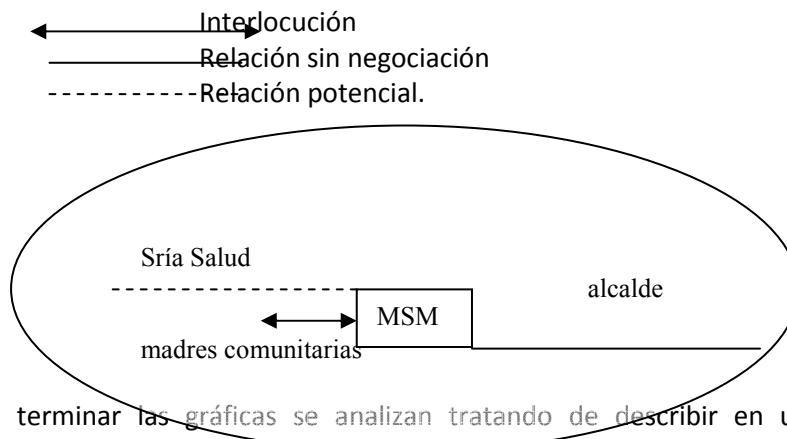 Interlocución
Relación sin negociación
Relación potencial.
Sría Salud
alcalde
MSM
madres comunitarias
terminar las gráficas se analizan tratando de describir en u